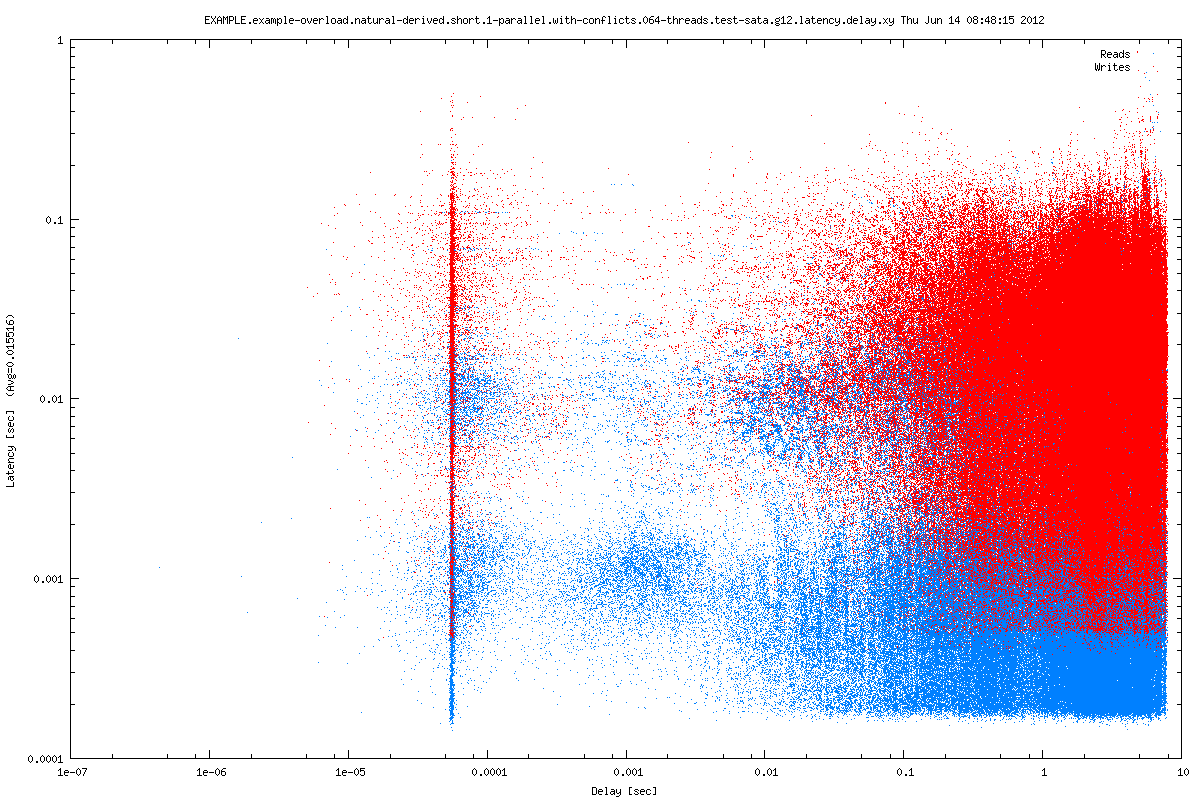 EXAMPLE.example-overload.natural-derived.short.1-parallel.with-conflicts.064-threads.test-sata.g12.latency.delay.xy Thu Jun 14 08:48:15 2012
Reads
Writes
1
0.1
0.01
0.001
0.0001
Latency [sec] (Avg=0.015516)
1e-07 1e-06 1e-05 0.0001 0.001 0.01 0.1 1 10
Delay [sec]